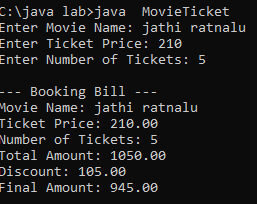 C:\java lab>java  MovieTicket
Enter Movie Name: jathi ratnalu
Enter Ticket Price: 210
Enter Number of Tickets: 5

--- Booking Bill ---
Movie Name: jathi ratnalu
Ticket Price: 210.00
Number of Tickets: 5
Total Amount: 1050.00
Discount: 105.00
Final Amount: 945.00